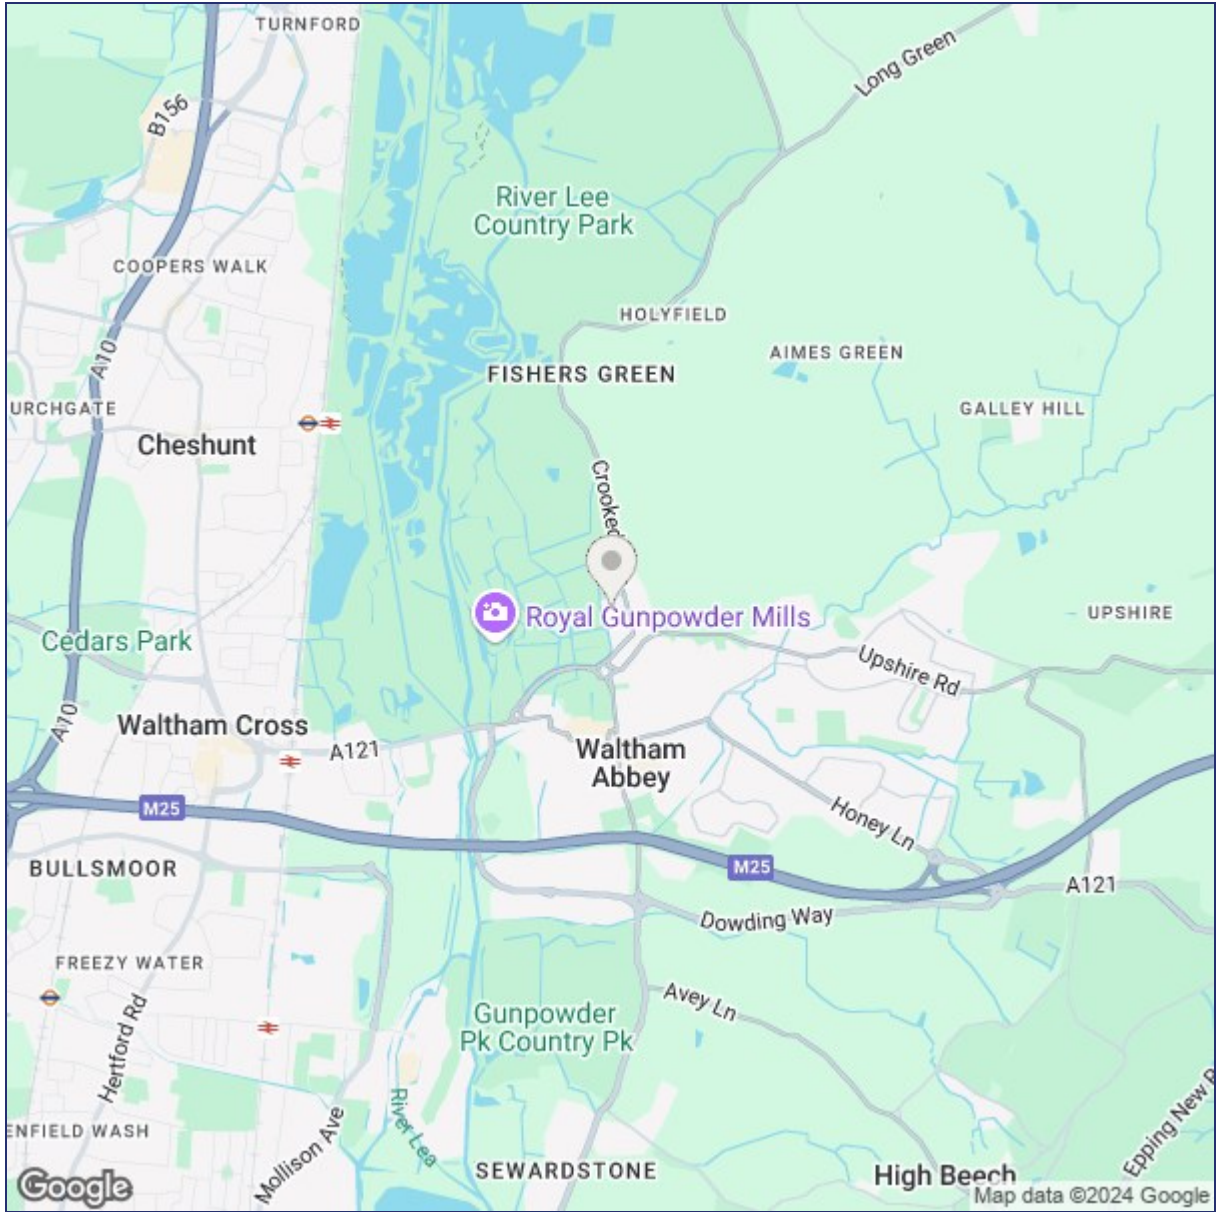 TURNFORD
Long Green
B156
River Lee
Country Park
COOPERS WALK
HOLYFIELD
A10
AIMES GREEN
FISHERS GREEN
URCHGATE
GALLEY HILL
Cheshunt
Crooked
Royal Gunpowder Mills
UPSHIRE
Cedars Park
Upshire Rd
A10
Waltham Cross
A121
Waltham
Abbey
M25
Honey Ln
BULLSMOOR
M25
A121
Dowding Way
FREEZY WATER
Avey Ln
Hertford Rd
Gunpowder
Pk Country Pk
River Lea
ENFIELD WASH
Mollison Ave
Epping New R
SEWARDSTONE
High Beech
Google
Map data ©2024 Google